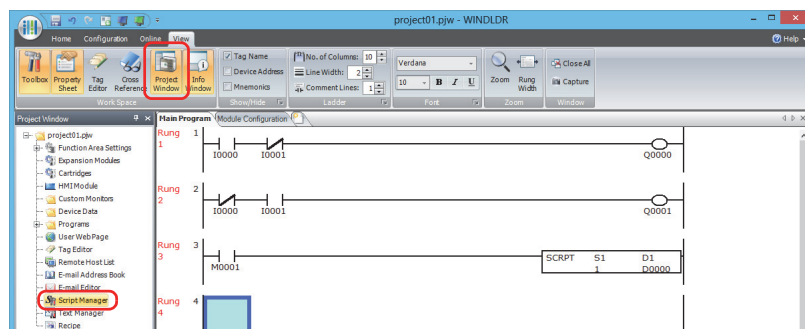 project01.pjw - WINDLDR
Home Configuration Online View Help
Toolbox Property Sheet Tag Editor Cross Reference Project Window Info Window
Work Space
Tag Name
Device Address
Mnemonics
Show/Hide
No. of Columns: 10
Line Width: 2
Comment Lines: 1
Ladder
Verdana
10 B I U
Font
Zoom Rung Width
Zoom
Close All
Capture
Window
Project Window
Main Program Module Configuration
project01.pjw
Function Area Settings
Expansion Modules
Cartridges
HMI Module
Custom Monitors
Device Data
Programs
User Web Page
Tag Editor
Remote Host List
E-mail Address Book
E-mail Editor
Script Manager
Text Manager
Recipe
Rung 1
1
I0000 I0001 Q0000
Rung 2
2
I0000 I0001 Q0001
Rung 3
3
M0001
SCRPT S1 D1
1 D0000
Rung 4
4